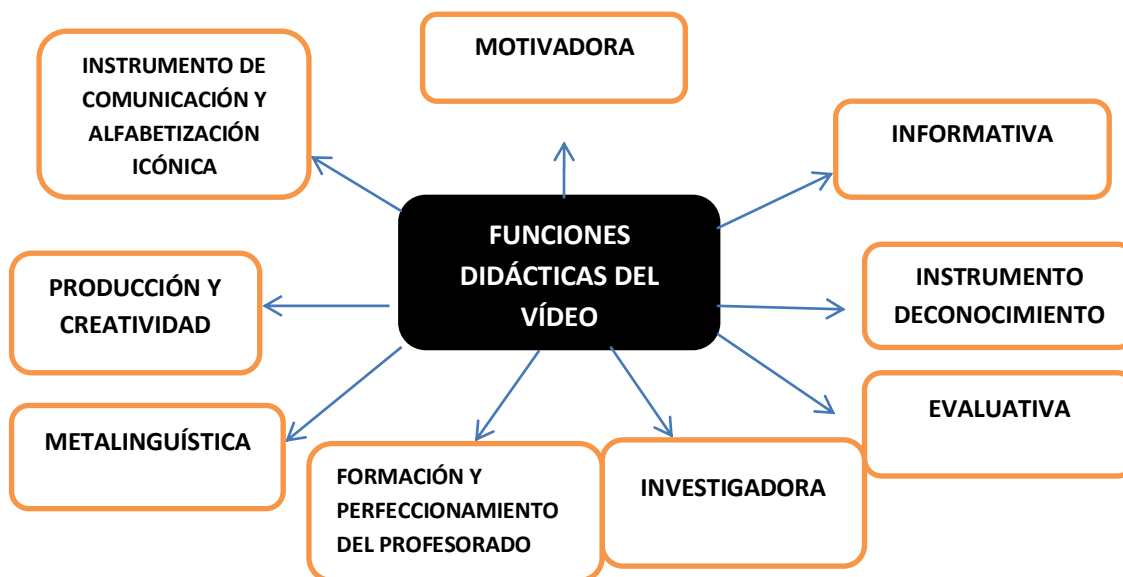 MOTIVADORA
INSTRUMENTO DE
COMUNICACIÓN Y
ALFABETIZACIÓN
ICÓNICA
INFORMATIVA
FUNCIONES
DIDÁCTICAS DEL
VÍDEO
PRODUCCIÓN Y
CREATIVIDAD
INSTRUMENTO
DECONOCIMIENTO
METALINGUÍSTICA
EVALUATIVA
FORMACIÓN Y
PERFECCIONAMIENTO
DEL PROFESORADO
INVESTIGADORA